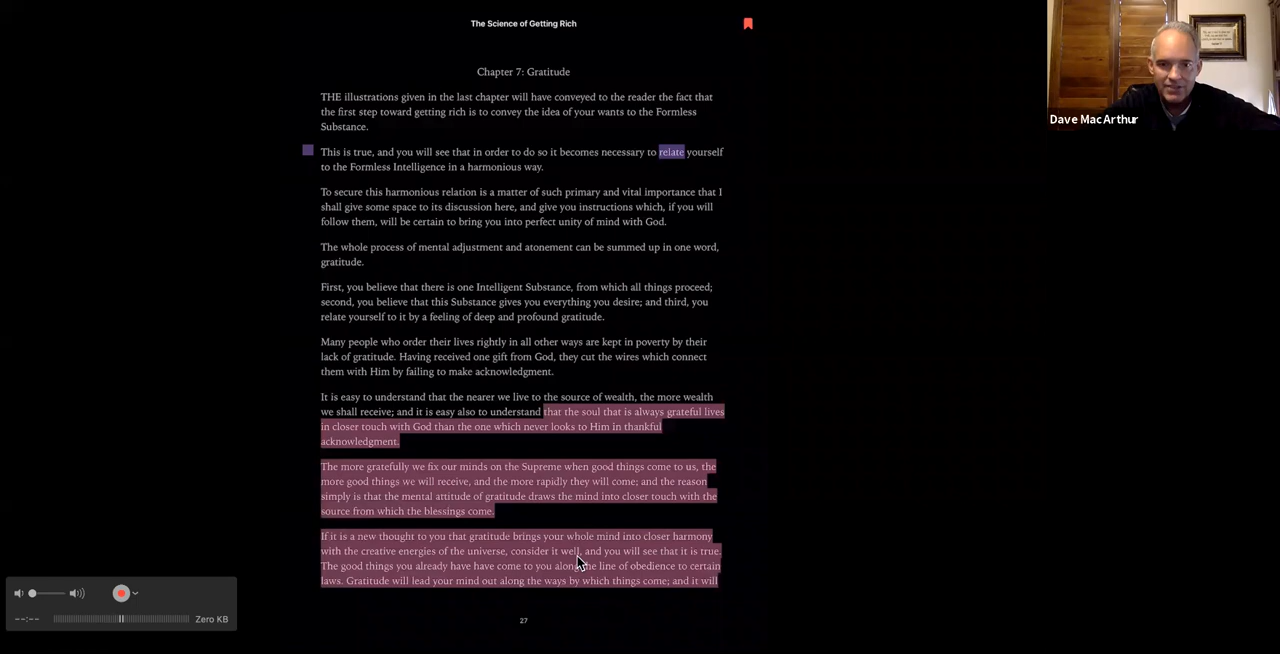 The Science of Getting Rich
Dave MacArthur
Chapter 7: Gratitude
THE illustrations given in the last chapter will have conveyed to the reader the fact that
the first step toward getting rich is to convey the idea of your wants to the Formless
Substance.
This is true, and you will see that in order to do so it becomes necessary to relate yourself
to the Formless Intelligence in a harmonious way.
To secure this harmonious relation is a matter of such primary and vital importance that I
shall give some space to its discussion here, and give you instructions which, if you will
follow them, will be certain to bring you into perfect unity of mind with God.
The whole process of mental adjustment and atonement can be summed up in one word,
gratitude.
First, you believe that there is one Intelligent Substance, from which all things proceed;
second, you believe that this Substance gives you everything you desire; and third, you
relate yourself to it by a feeling of deep and profound gratitude.
Many people who order their lives rightly in all other ways are kept in poverty by their
lack of gratitude. Having received one gift from God, they cut the wires which connect
them with Him by failing to make acknowledgment.
It is easy to understand that the nearer we live to the source of wealth, the more wealth
we shall receive; and it is easy also to understand that the soul that is always grateful lives
in closer touch with God than the one which never looks to Him in thankful
acknowledgment.
The more gratefully we fix our minds on the Supreme when good things come to us, the
more good things we will receive, and the more rapidly they will come; and the reason
simply is that the mental attitude of gratitude draws the mind into closer touch with the
source from which the blessings come.
If it is a new thought to you that gratitude brings your whole mind into closer harmony
with the creative energies of the universe, consider it well, and you will see that it is true.
The good things you already have have come to you along the line of obedience to certain
laws. Gratitude will lead your mind out along the ways by which things come; and it will
--:--
Zero KB
27